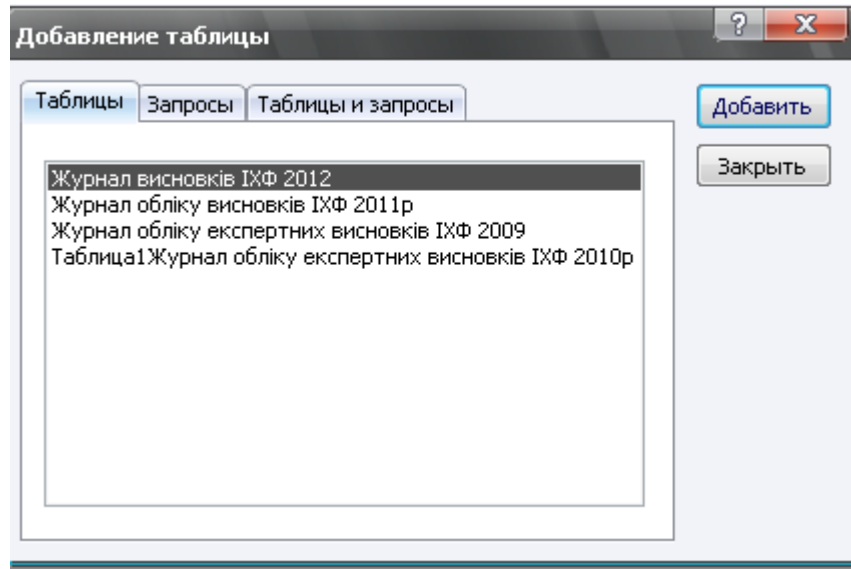 Добавление таблицы
?
Таблицы Запросы Таблицы и запросы
Добавить
Закрыть
Журнал висновків ІХФ 2012
Журнал обліку висновків ІХФ 2011р
Журнал обліку експертних висновків ІХФ 2009
Таблица1Журнал обліку експертних висновків ІХФ 2010р